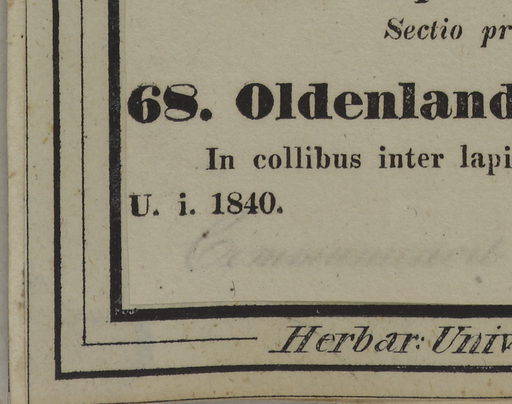 Sectio pr
68. Oldenland
In collibus inter lapi
U. i. 1840.
Herbar: Univ